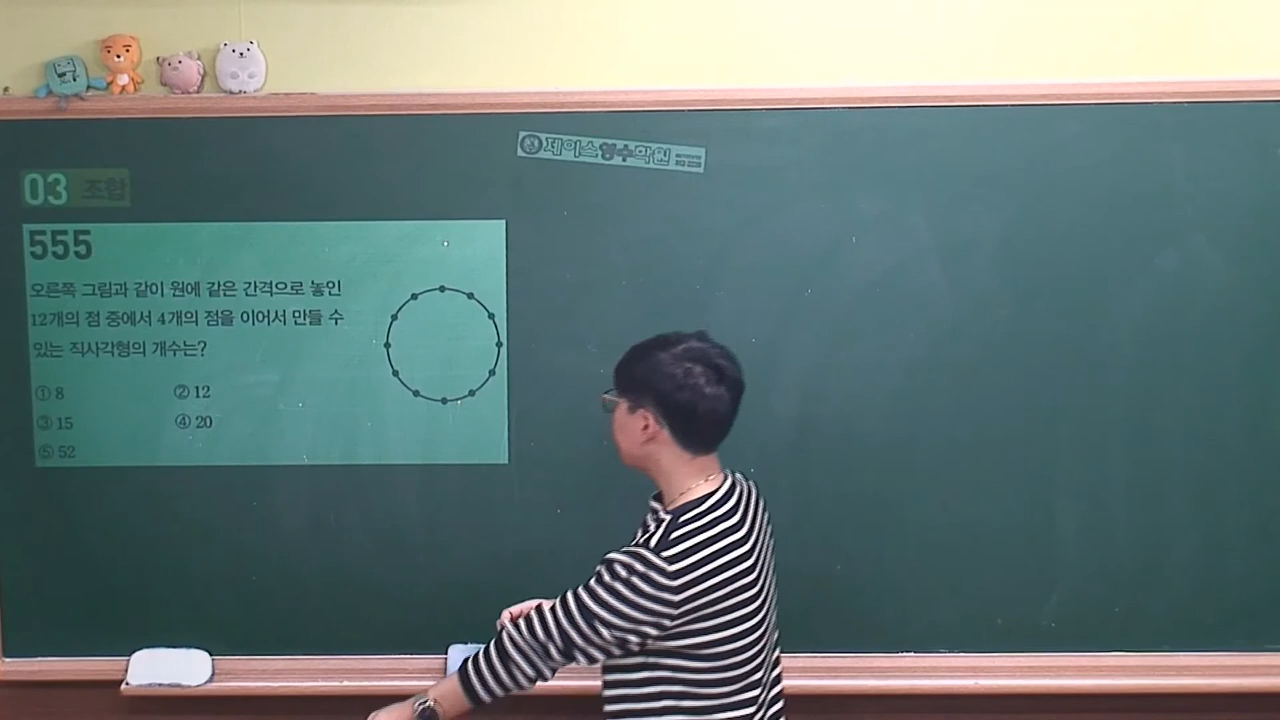 제이스영수학원
03 조합
555
오른쪽 그림과 같이 원에 같은 간격으로 놓인
12개의 점 중에서 4개의 점을 이어서 만들 수
있는 직사각형의 개수는?
① 8 ② 12
③ 15 ④ 20
⑤ 52